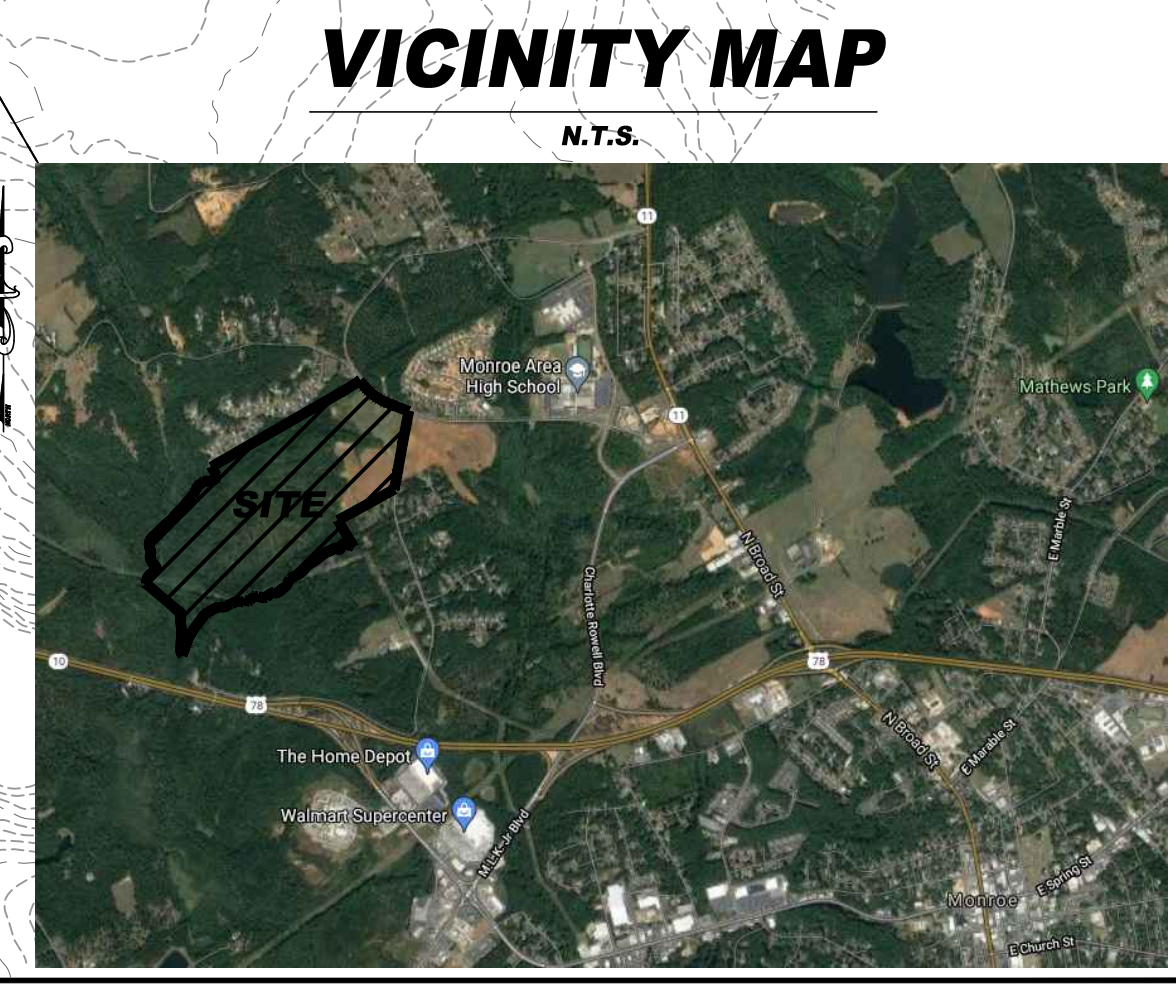 VICINITY MAP
N.T.S.
11
Monroe Area
High School
Mathews Park
11
SITE
E Marble St
N Broad St
Charlotte Rowell Blvd
10
78
78
N Broad St
E Marable St
The Home Depot
Walmart Supercenter
M.L.K. Jr Blvd
E Spring St
Monroe
E Church St